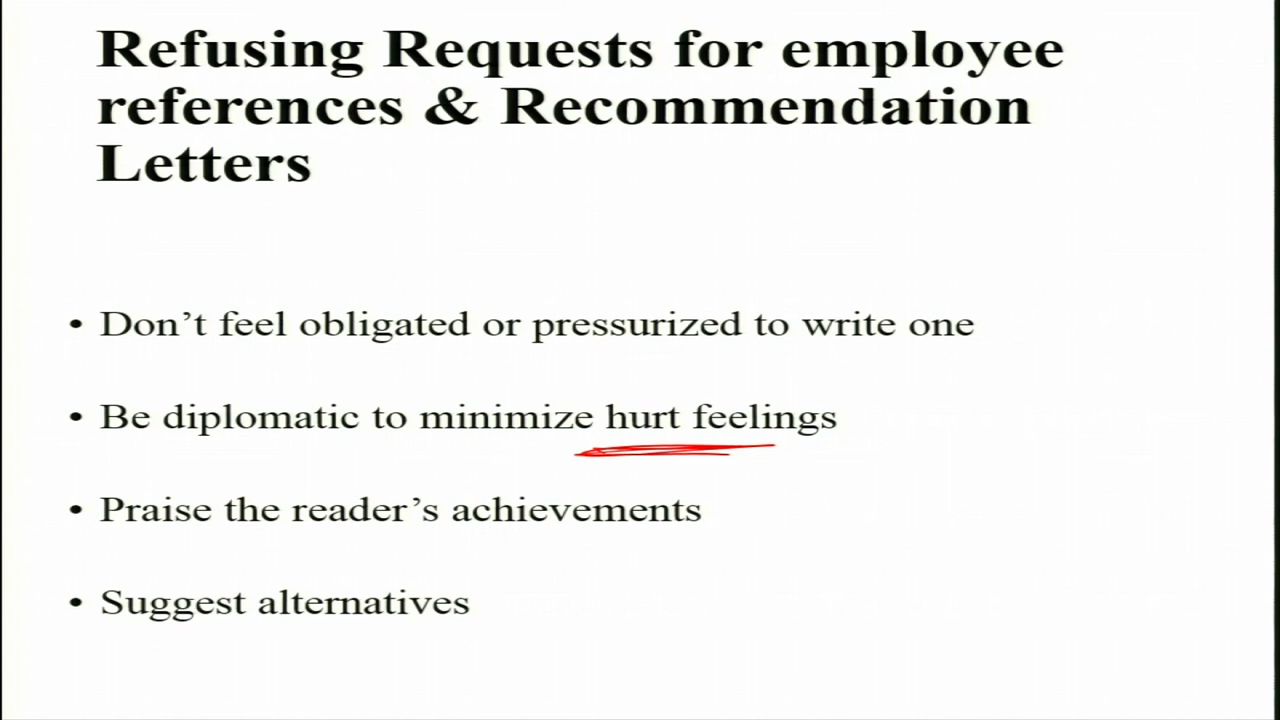 Refusing Requests for employee
references & Recommendation
Letters
• Don’t feel obligated or pressurized to write one
• Be diplomatic to minimize hurt feelings
• Praise the reader’s achievements
• Suggest alternatives